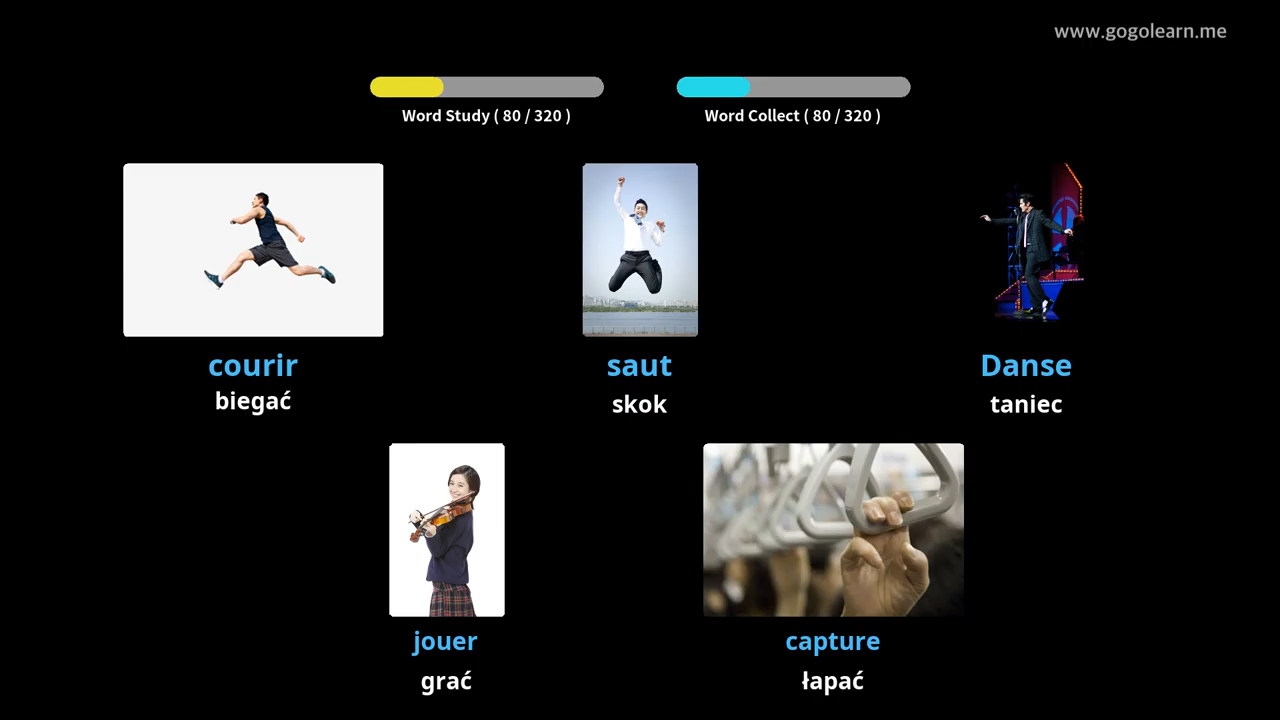 www.gogolearn.me
Word Study ( 80 / 320 )
Word Collect ( 80 / 320 )
courir
biegać
saut
skok
Danse
taniec
jouer
grać
capture
łapać